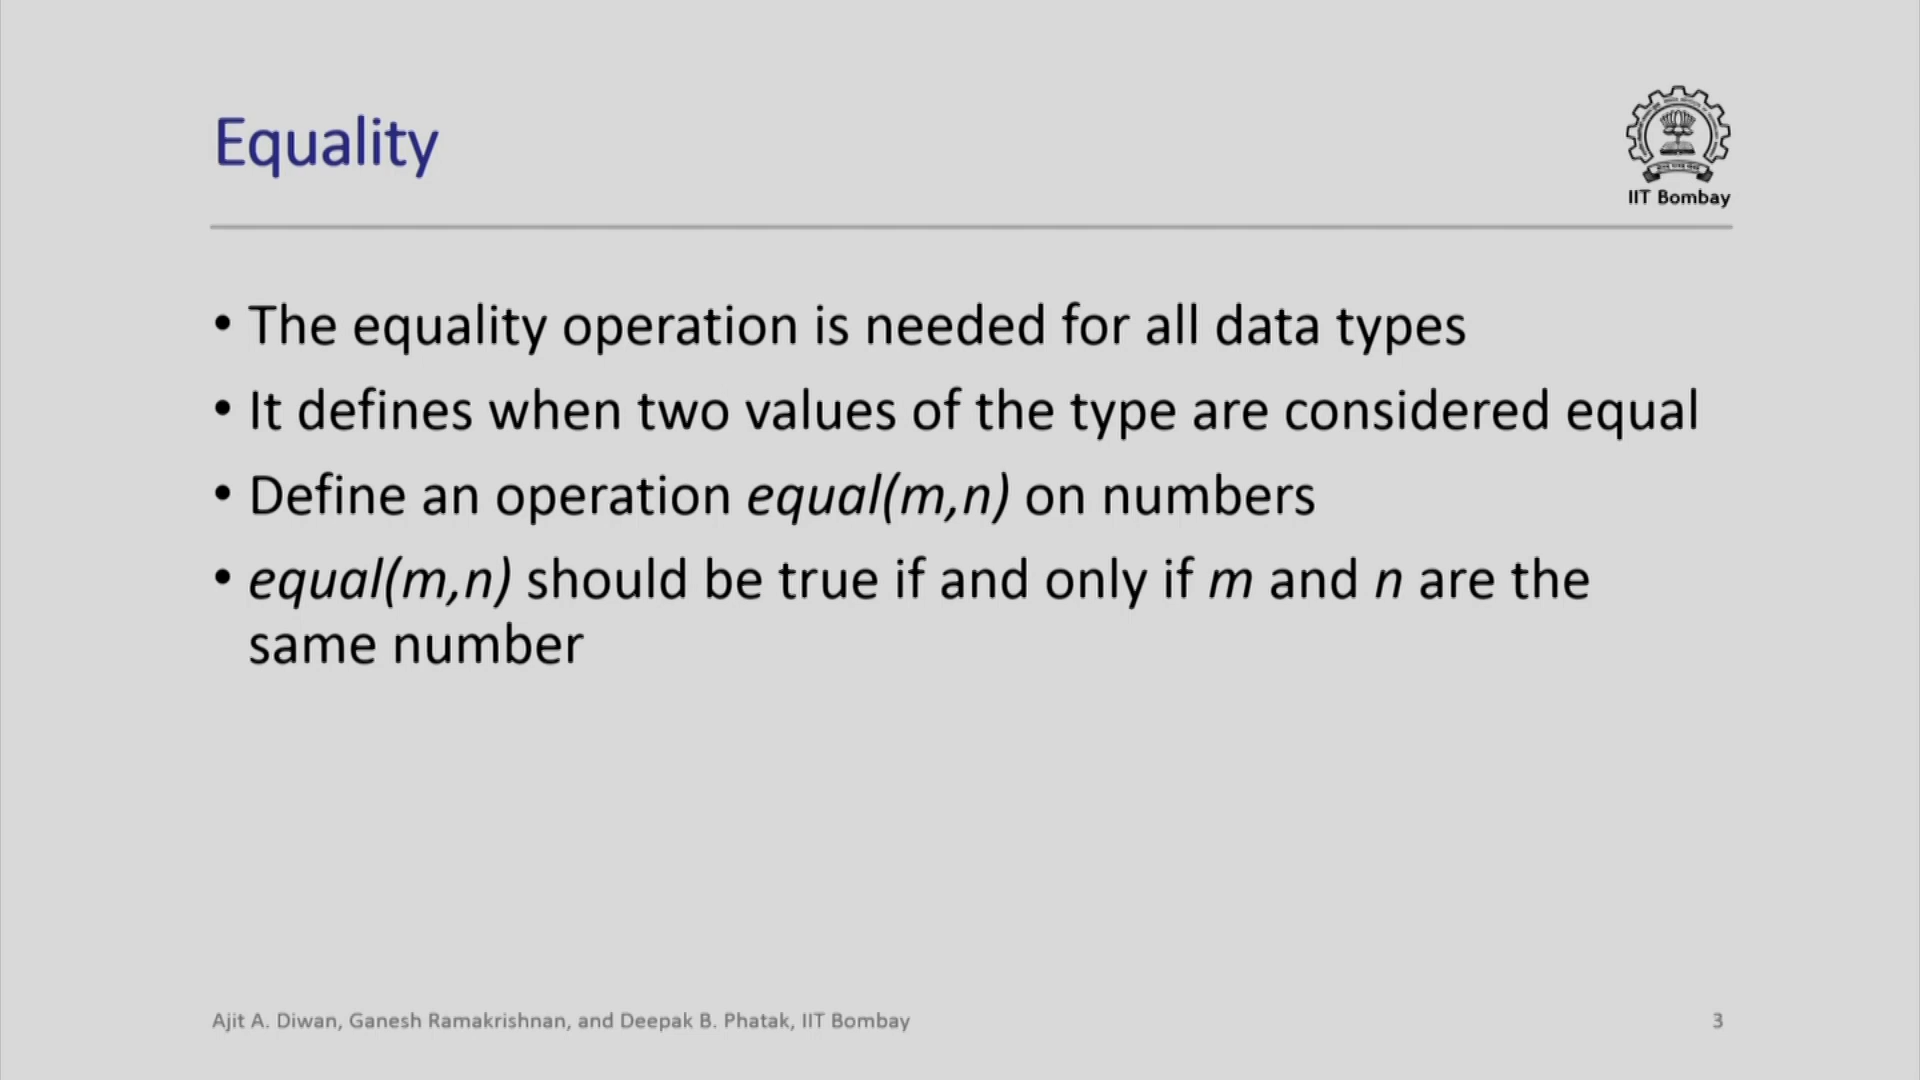 Equality
IIT Bombay
• The equality operation is needed for all data types
• It defines when two values of the type are considered equal
• Define an operation equal(m,n) on numbers
• equal(m,n) should be true if and only if m and n are the
same number
Ajit A. Diwan, Ganesh Ramakrishnan, and Deepak B. Phatak, IIT Bombay
3